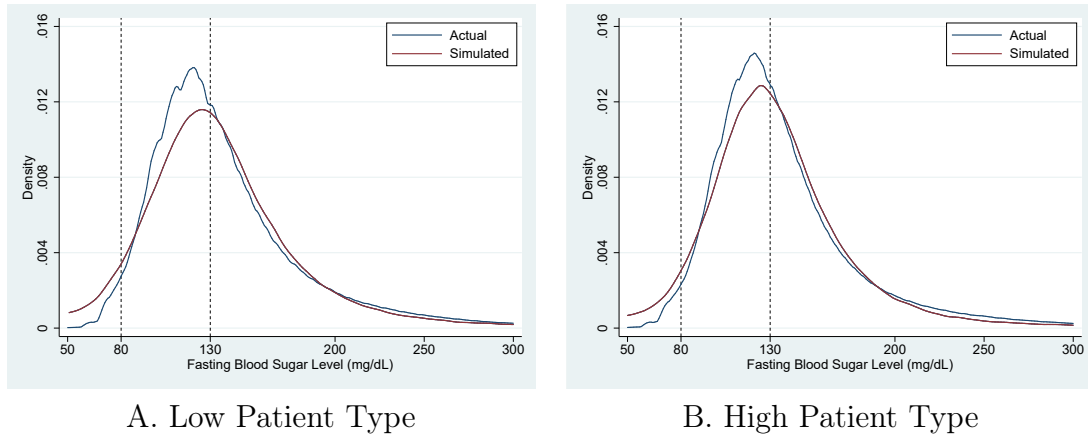 .016
.012
.008
.004
0
Density
Actual
Simulated
50 80 130 200 250 300
Fasting Blood Sugar Level (mg/dL)
A. Low Patient Type
.016
.012
.008
.004
0
Density
Actual
Simulated
50 80 130 200 250 300
Fasting Blood Sugar Level (mg/dL)
B. High Patient Type